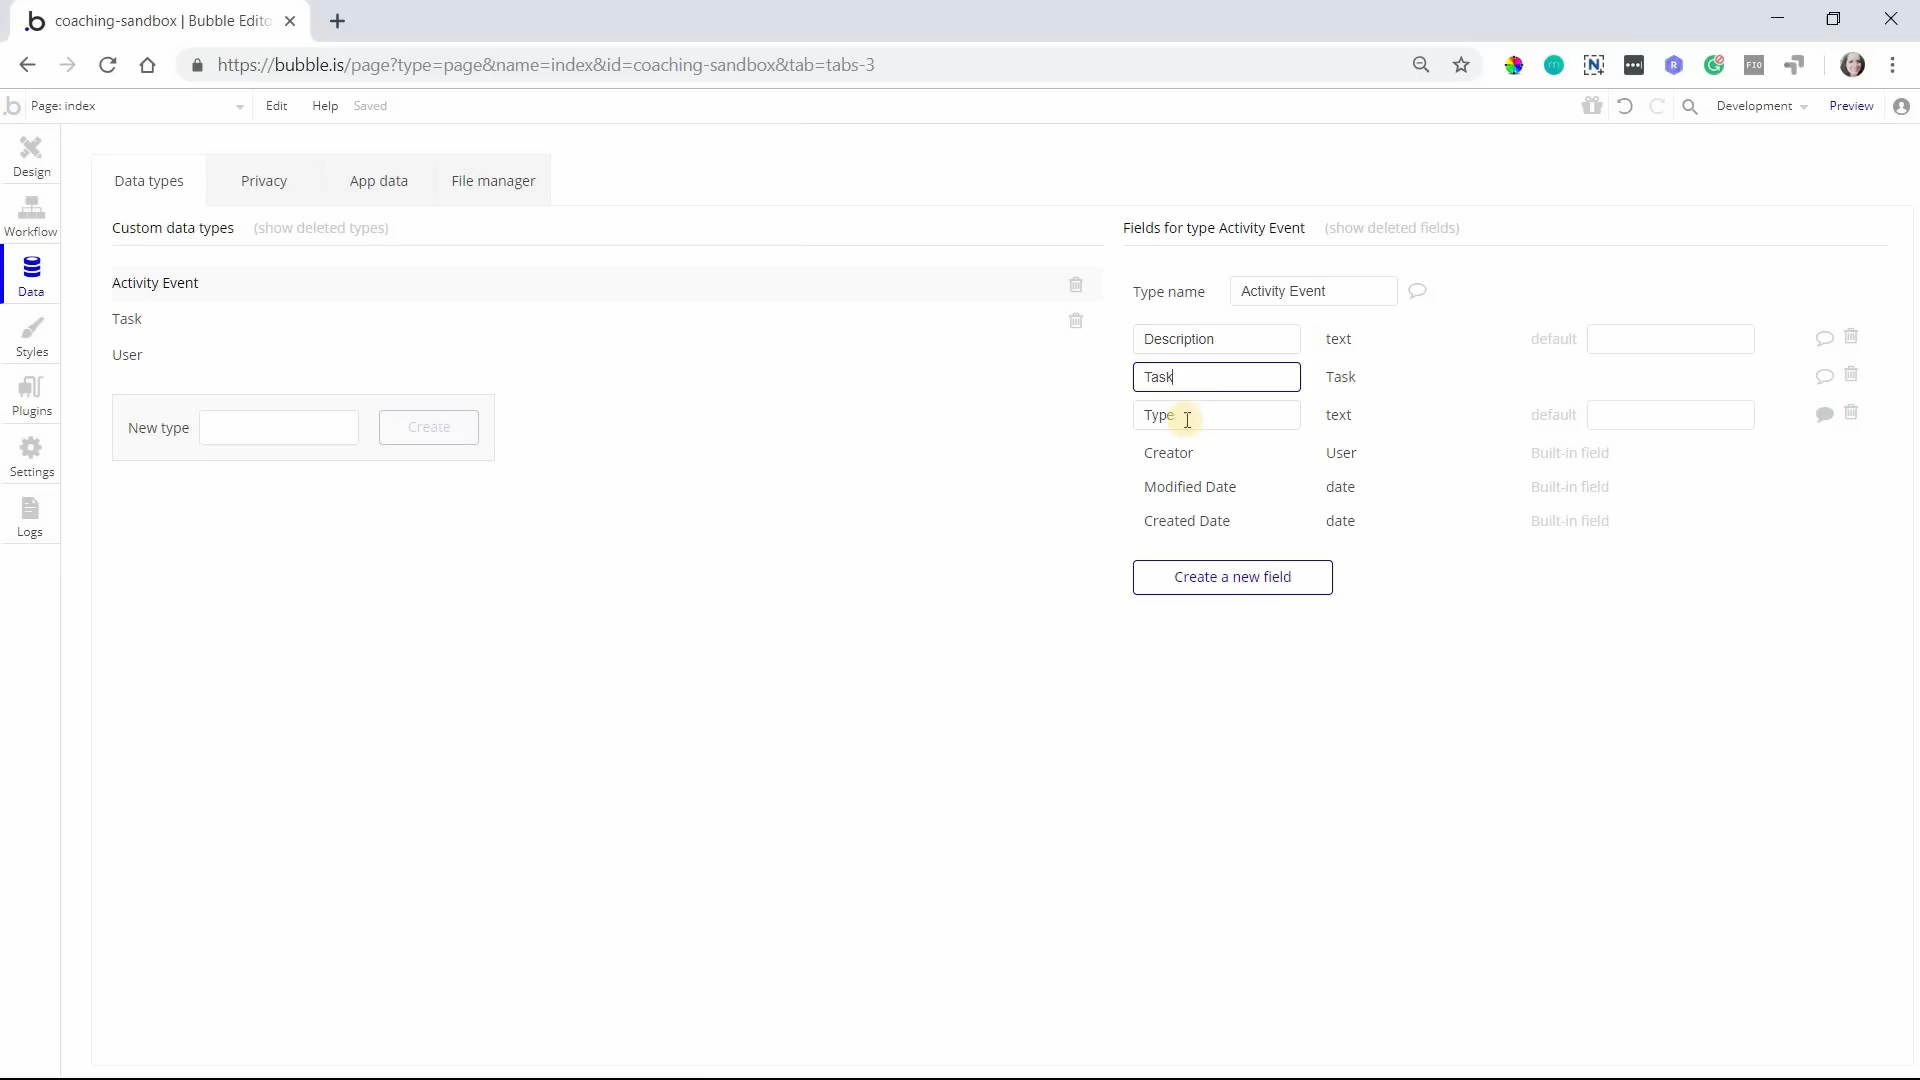 coaching-sandbox | Bubble Edito
https://bubble.is/page?type=page&name=index&id=coaching-sandbox&tab=tabs-3
Page: index
Edit
Help
Saved
Development
Preview
Design
Workflow
Data
Styles
Plugins
Settings
Logs
Data types
Privacy
App data
File manager
Custom data types (show deleted types)
Activity Event
Task
User
New type
Create
Fields for type Activity Event (show deleted fields)
Type name Activity Event
Description text default
Task Task
Type text default
Creator User Built-in field
Modified Date date Built-in field
Created Date date Built-in field
Create a new field